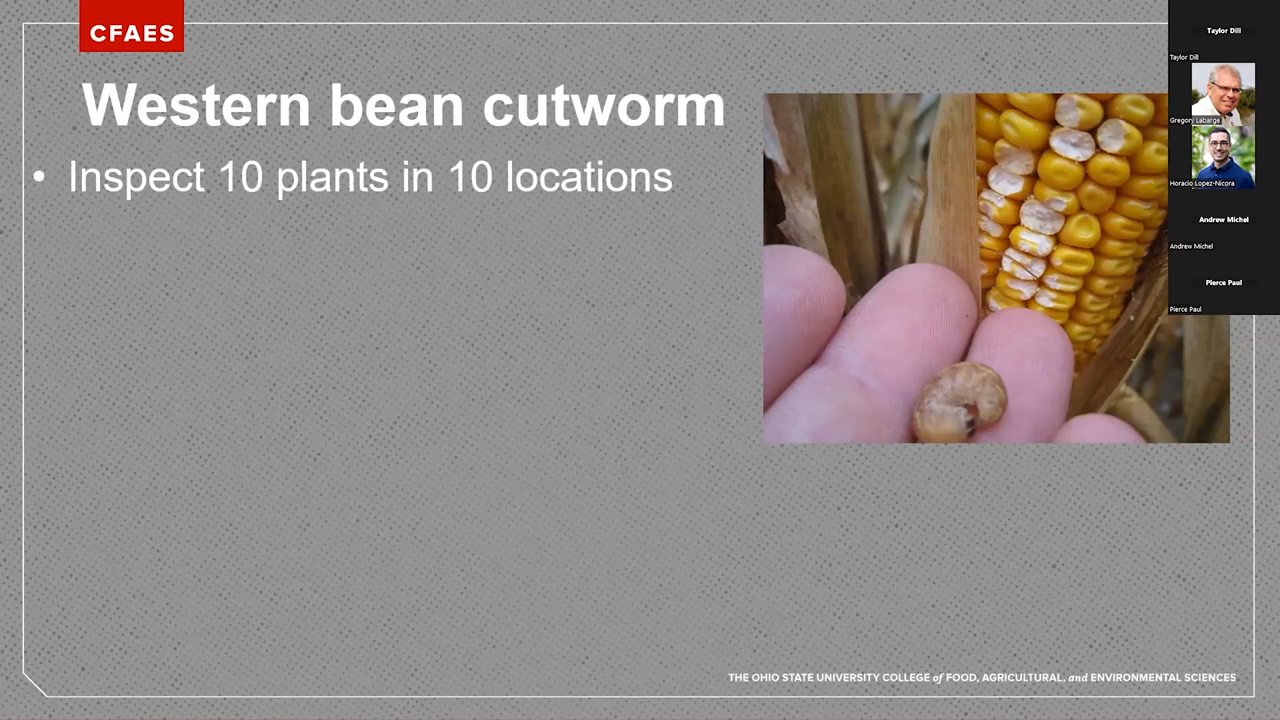 CFAES
Western bean cutworm
• Inspect 10 plants in 10 locations
Taylor Dill
Taylor Dill
Gregory Labarge
Horacio Lopez-Nicora
Andrew Michel
Andrew Michel
Pierce Paul
Pierce Paul
THE OHIO STATE UNIVERSITY COLLEGE of FOOD, AGRICULTURAL, and ENVIRONMENTAL SCIENCES